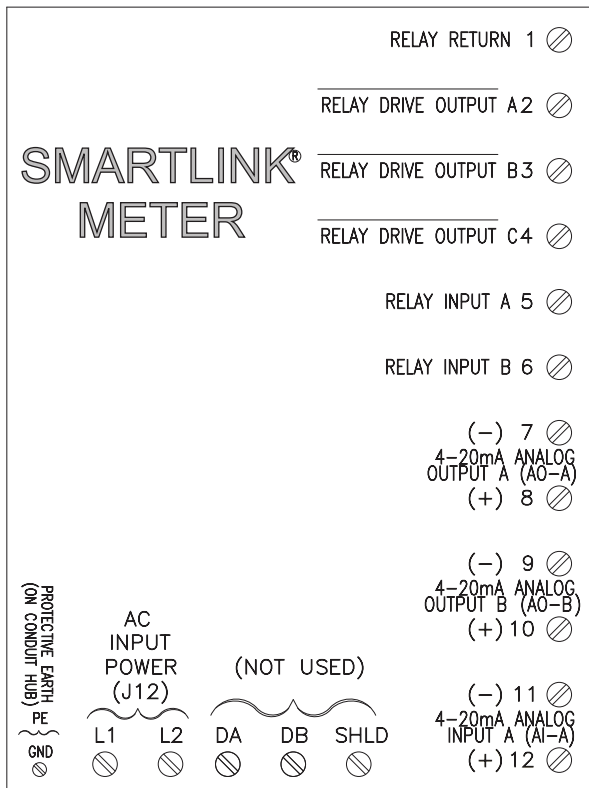 RELAY RETURN 1
RELAY DRIVE OUTPUT A 2
SMARTLINK®
METER
RELAY DRIVE OUTPUT B 3
RELAY DRIVE OUTPUT C 4
RELAY INPUT A 5
RELAY INPUT B 6
(-) 7
4-20mA ANALOG
OUTPUT A (AO-A)
(+) 8
(-) 9
4-20mA ANALOG
OUTPUT B (AO-B)
(+) 10
(-) 11
4-20mA ANALOG
INPUT A (AI-A)
(+) 12
PROTECTIVE EARTH
(ON CONDUIT HUB)
PE
GND
AC
INPUT
POWER
(J12)
L1 L2
(NOT USED)
DA DB SHLD